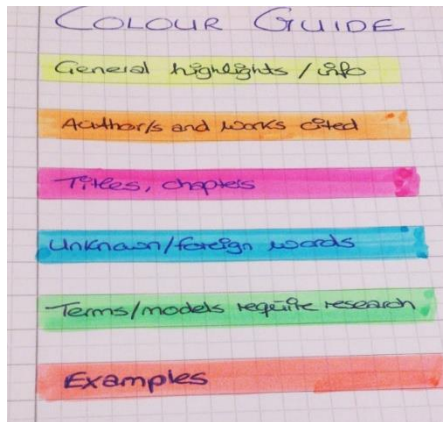 COLOUR GUIDE
General highlights / info
Author/s and works cited
Titles, chapters
Unknown/foreign words
Terms/models require research
Examples